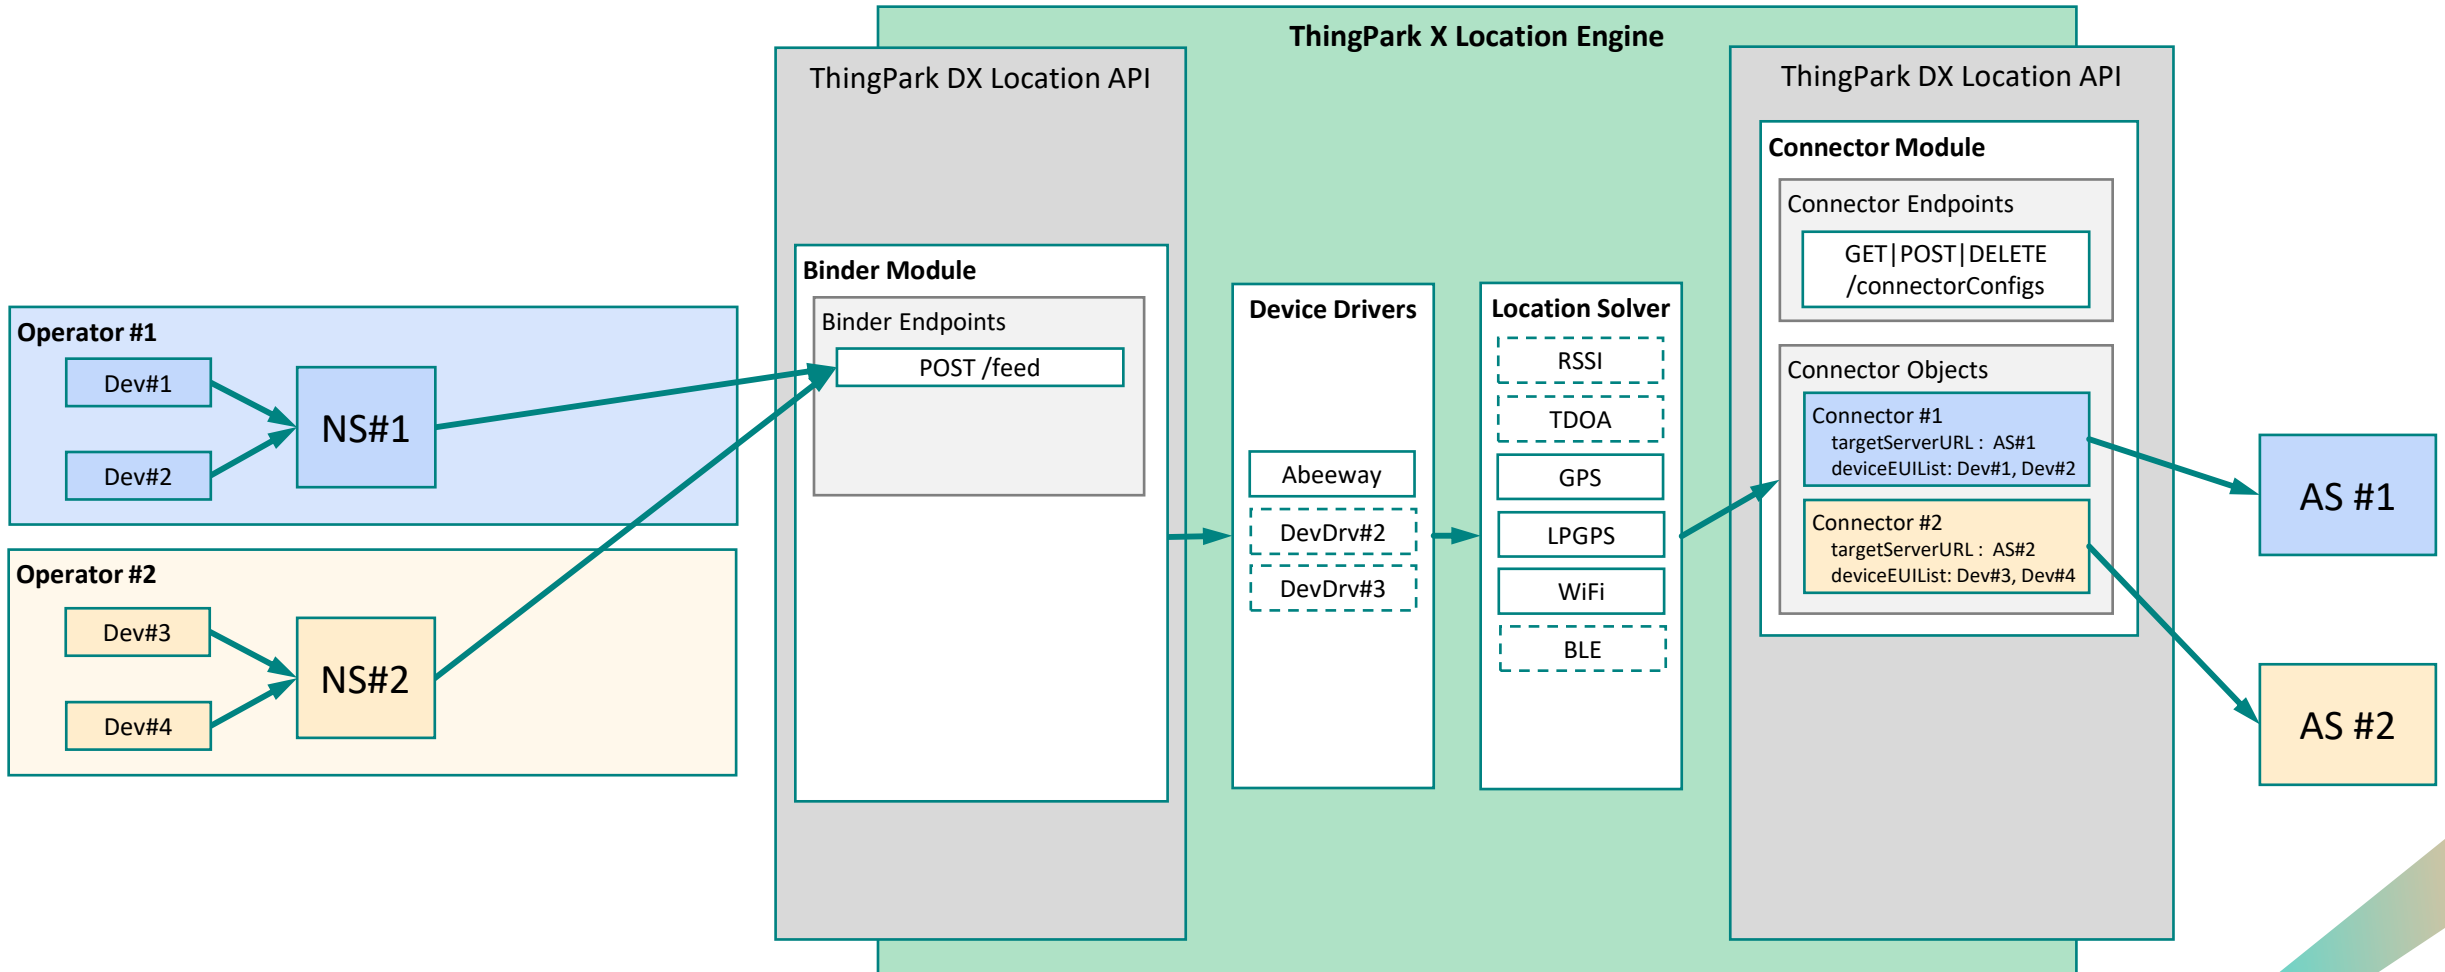 ThingPark X Location Engine
ThingPark DX Location API
ThingPark DX Location API
Operator #1
Dev#1
Dev#2
NS#1
Operator #2
Dev#3
Dev#4
NS#2
Binder Module
Binder Endpoints
POST /feed
Device Drivers
Abeeway
DevDrv#2
DevDrv#3
Location Solver
RSSI
TDOA
GPS
LPGPS
WiFi
BLE
Connector Module
Connector Endpoints
GET|POST|DELETE
/connectorConfigs
Connector Objects
Connector #1
targetServerURL : AS#1
deviceEUIList: Dev#1, Dev#2
Connector #2
targetServerURL : AS#2
deviceEUIList: Dev#3, Dev#4
AS #1
AS #2